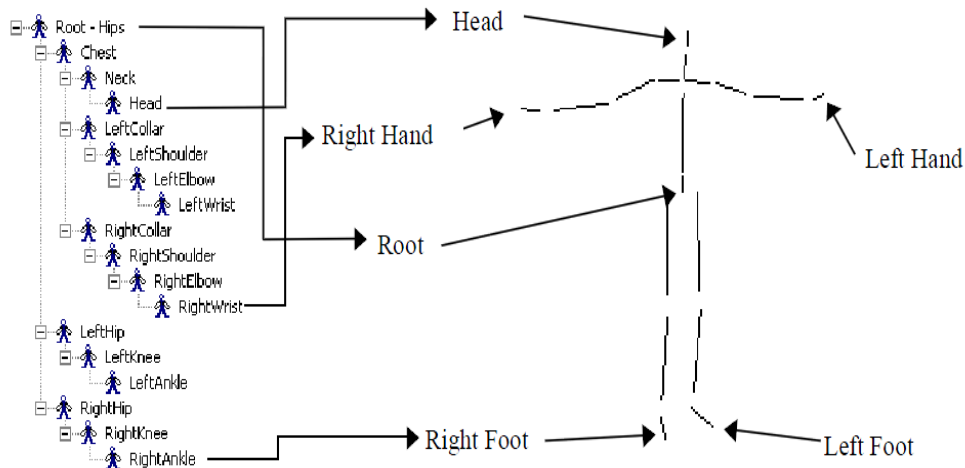 Root - Hips
Chest
Neck
Head
LeftCollar
LeftShoulder
LeftElbow
LeftWrist
RightCollar
RightShoulder
RightElbow
RightWrist
LeftHip
LeftKnee
LeftAnkle
RightHip
RightKnee
RightAnkle
Head
Right Hand
Left Hand
Root
Right Foot
Left Foot